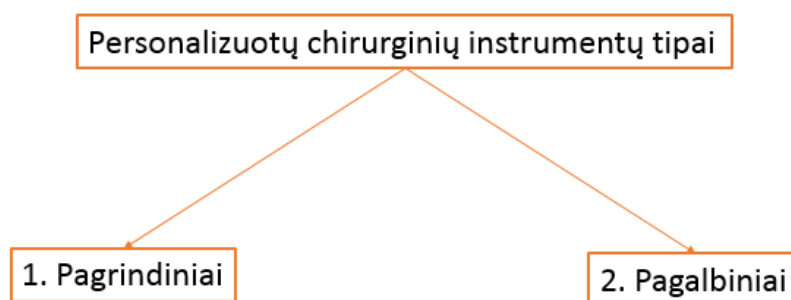 Personalizuotų chirurginių instrumentų tipai
1. Pagrindiniai
2. Pagalbiniai